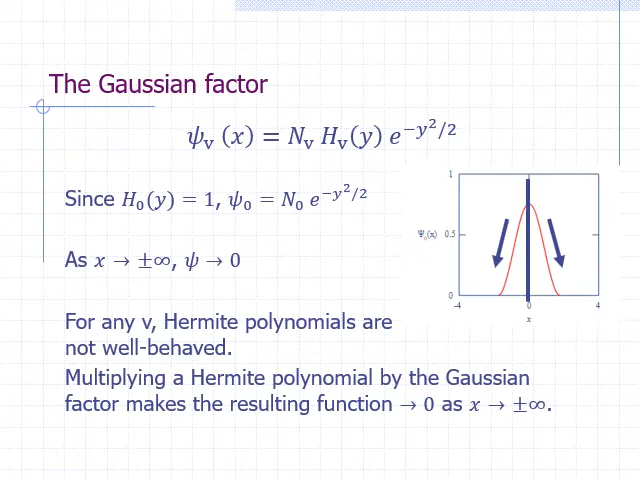 The Gaussian factor
ψᵥ (x) = Nᵥ Hᵥ(y) e^{−y²/2}
Since H₀(y) = 1, ψ₀ = N₀ e^{−y²/2}
As x → ±∞, ψ → 0
For any v, Hermite polynomials are
not well-behaved.
Multiplying a Hermite polynomial by the Gaussian
factor makes the resulting function → 0 as x → ±∞.
1
Ψ₀(x) 0.5
0
-4 0 4
x